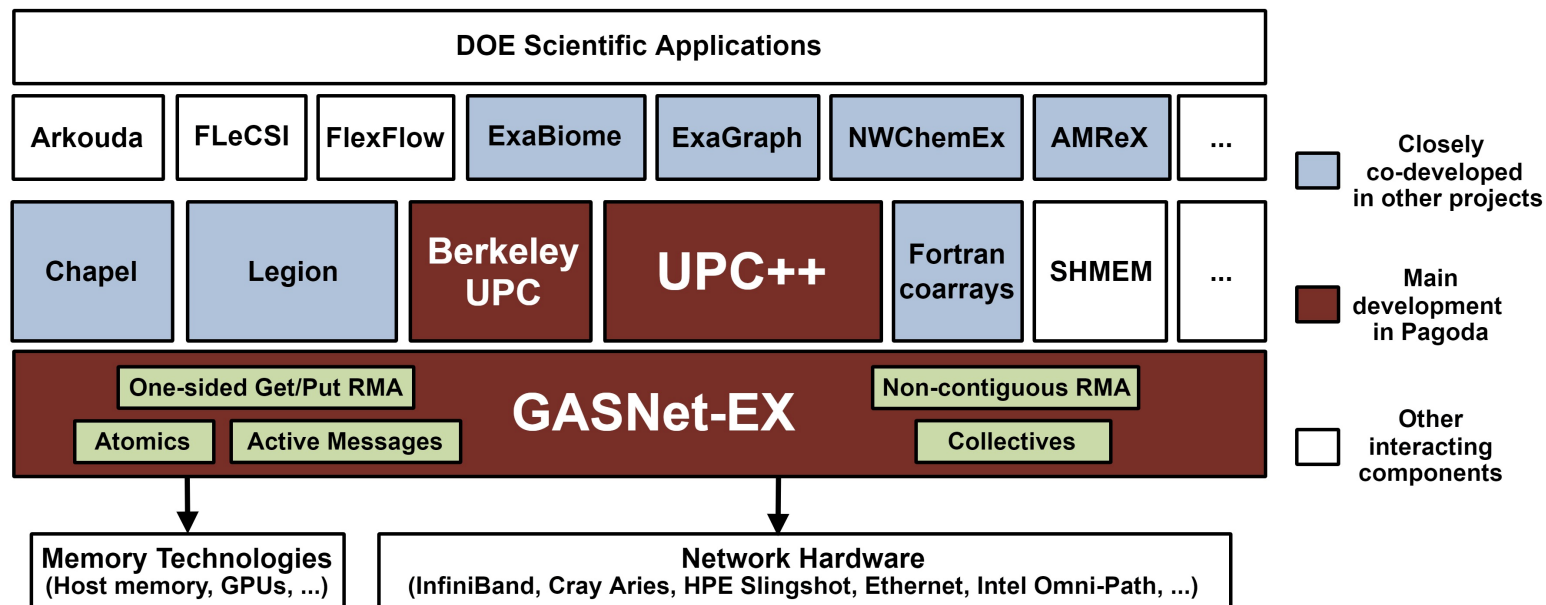 DOE Scientific Applications
Arkouda
FLeCSI
FlexFlow
ExaBiome
ExaGraph
NWChemEx
AMReX
...
Closely
co-developed
in other projects
Chapel
Legion
Berkeley
UPC
UPC++
Fortran
coarrays
SHMEM
...
Main
development
in Pagoda
One-sided Get/Put RMA
Atomics
Active Messages
GASNet-EX
Non-contiguous RMA
Collectives
Other
interacting
components
Memory Technologies
(Host memory, GPUs, ...)
Network Hardware
(InfiniBand, Cray Aries, HPE Slingshot, Ethernet, Intel Omni-Path, ...)